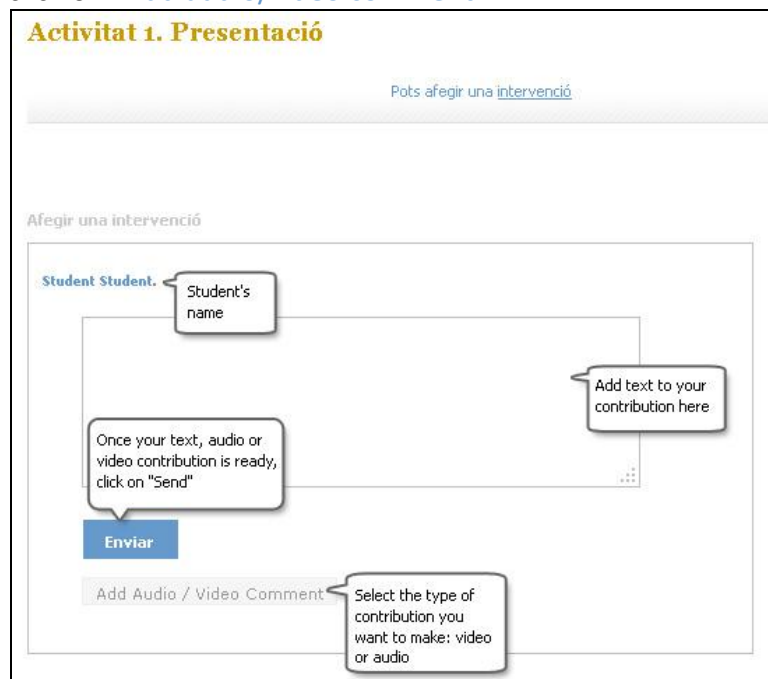 Activitat 1. Presentació
Pots afegir una intervenció
Afegir una intervenció
Student Student.
Student's
name
Add text to your
contribution here
Once your text, audio or
video contribution is ready,
click on "Send"
Enviar
Add Audio / Video Comment
Select the type of
contribution you
want to make: video
or audio